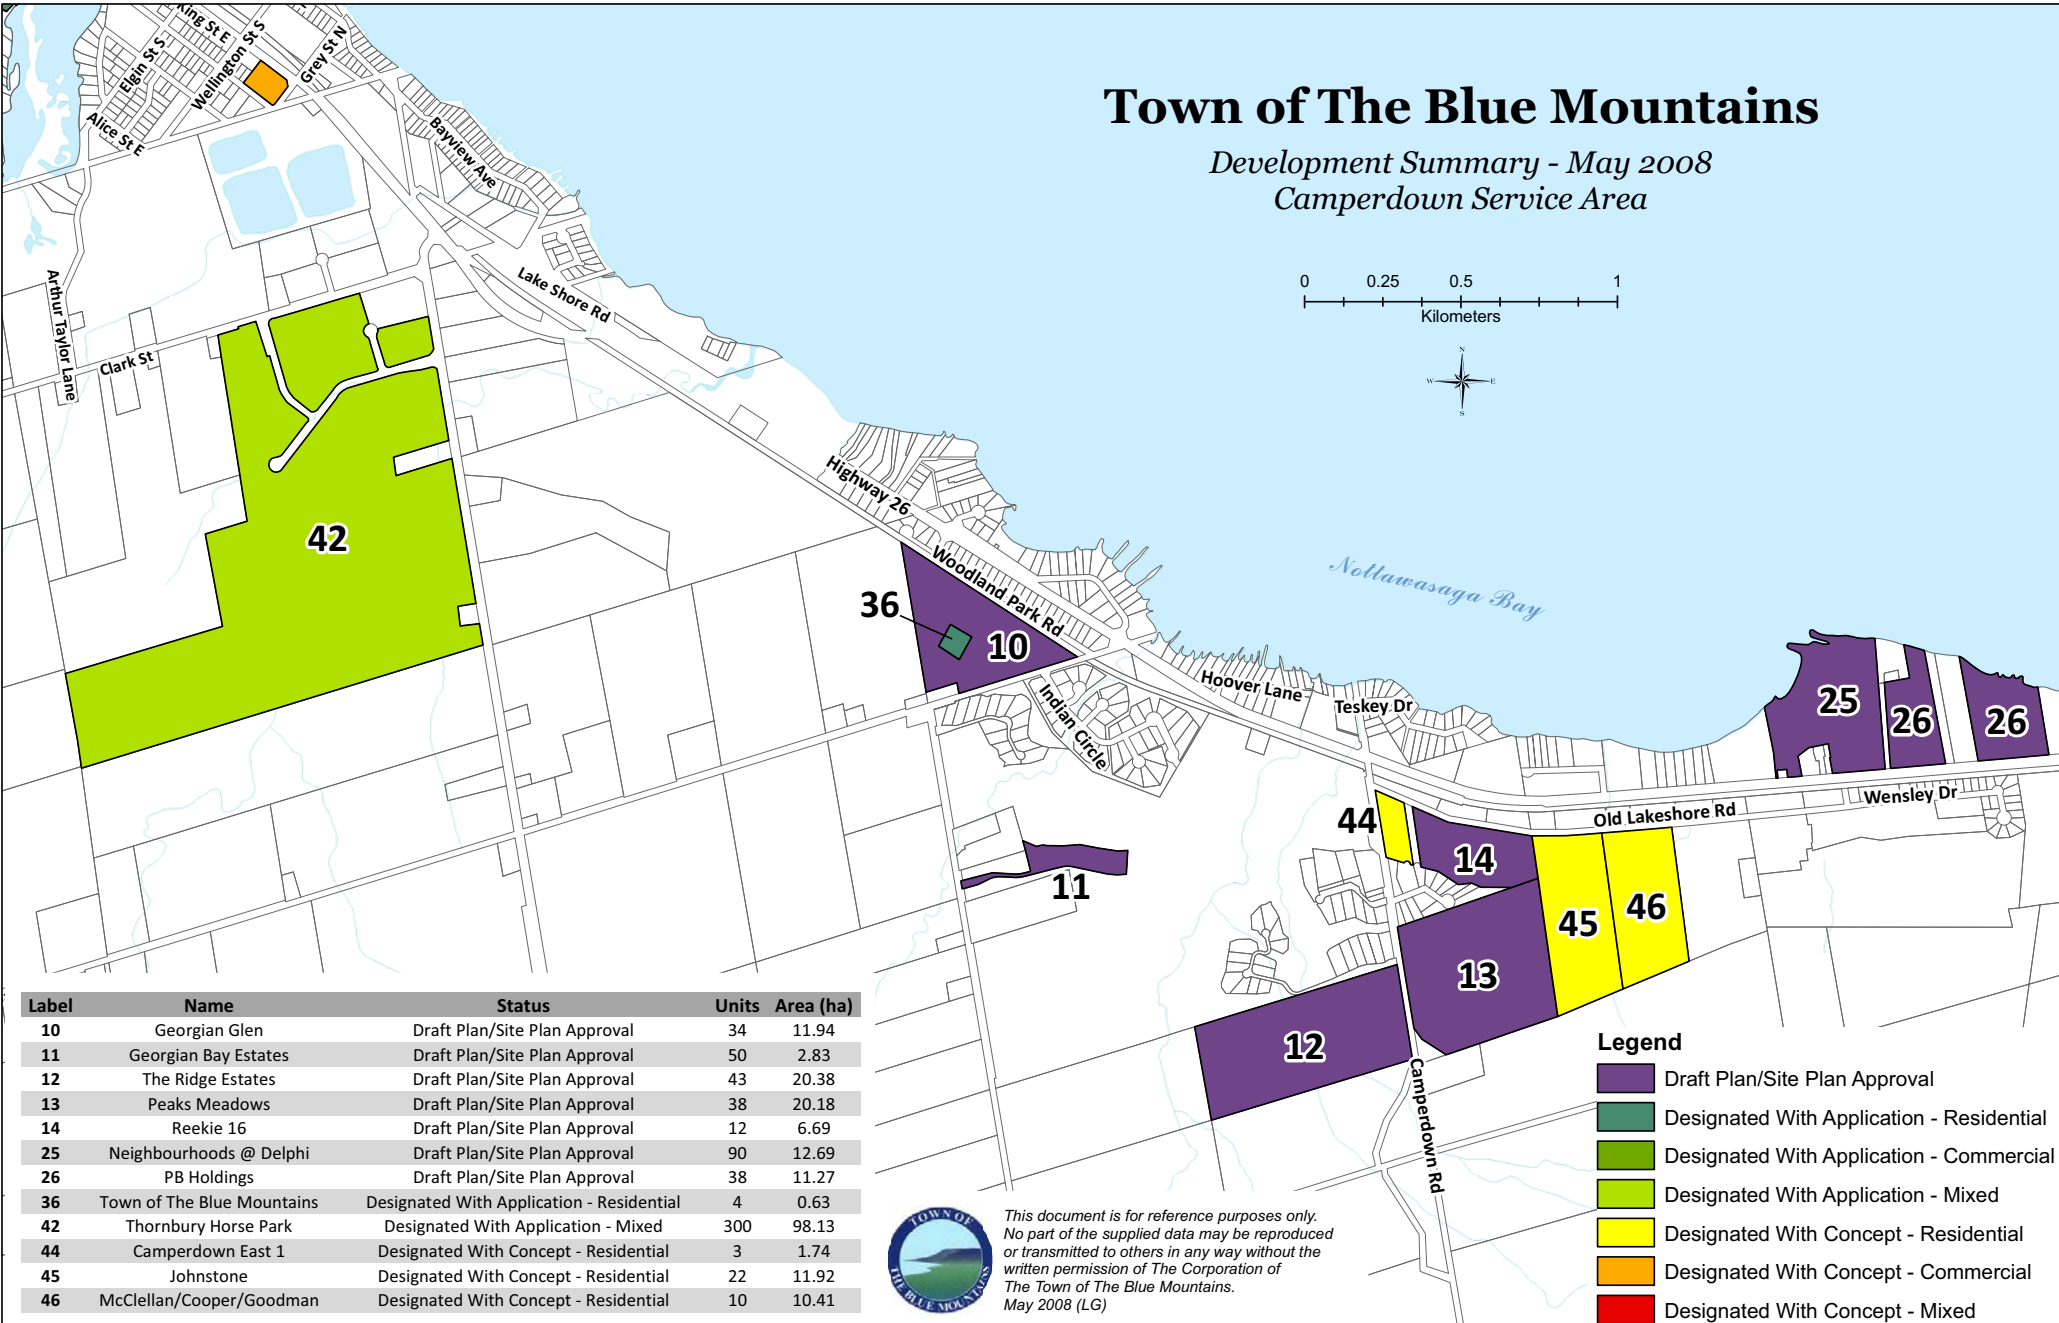 Town of The Blue Mountains
Development Summary - May 2008
Camperdown Service Area
0 0.25 0.5 1
Kilometers
N
W E
S
King St E
Elgin St S
Wellington St S
Grey St N
Alice St E
Bayview Ave
Arthur Taylor Lane
Clark St
Lake Shore Rd
Highway 26
Woodland Park Rd
Nottawasaga Bay
42
36
10
Indian Circle
Hoover Lane
Teskey Dr
25
26
26
Wensley Dr
Old Lakeshore Rd
44
14
11
45
46
13
12
Camperdown Rd
Label Name Status Units Area (ha)
10 Georgian Glen Draft Plan/Site Plan Approval 34 11.94
11 Georgian Bay Estates Draft Plan/Site Plan Approval 50 2.83
12 The Ridge Estates Draft Plan/Site Plan Approval 43 20.38
13 Peaks Meadows Draft Plan/Site Plan Approval 38 20.18
14 Reekie 16 Draft Plan/Site Plan Approval 12 6.69
25 Neighbourhoods @ Delphi Draft Plan/Site Plan Approval 90 12.69
26 PB Holdings Draft Plan/Site Plan Approval 38 11.27
36 Town of The Blue Mountains Designated With Application - Residential 4 0.63
42 Thornbury Horse Park Designated With Application - Mixed 300 98.13
44 Camperdown East 1 Designated With Concept - Residential 3 1.74
45 Johnstone Designated With Concept - Residential 22 11.92
46 McClellan/Cooper/Goodman Designated With Concept - Residential 10 10.41
TOWN OF
THE BLUE MOUNTAINS
This document is for reference purposes only.
No part of the supplied data may be reproduced
or transmitted to others in any way without the
written permission of The Corporation of
The Town of The Blue Mountains.
May 2008 (LG)
Legend
Draft Plan/Site Plan Approval
Designated With Application - Residential
Designated With Application - Commercial
Designated With Application - Mixed
Designated With Concept - Residential
Designated With Concept - Commercial
Designated With Concept - Mixed